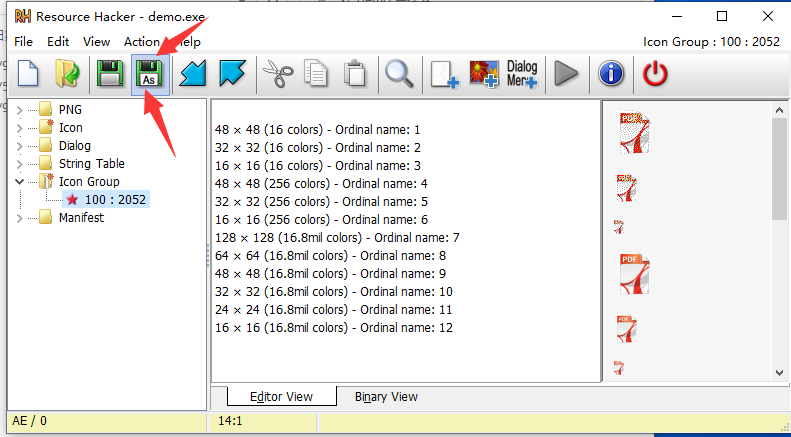 Resource Hacker - demo.exe
File Edit View Action Help
Icon Group : 100 : 2052
As
Dialog
Mer
PNG
Icon
Dialog
String Table
Icon Group
100 : 2052
Manifest
48 × 48 (16 colors) - Ordinal name: 1
32 × 32 (16 colors) - Ordinal name: 2
16 × 16 (16 colors) - Ordinal name: 3
48 × 48 (256 colors) - Ordinal name: 4
32 × 32 (256 colors) - Ordinal name: 5
16 × 16 (256 colors) - Ordinal name: 6
128 × 128 (16.8mil colors) - Ordinal name: 7
64 × 64 (16.8mil colors) - Ordinal name: 8
48 × 48 (16.8mil colors) - Ordinal name: 9
32 × 32 (16.8mil colors) - Ordinal name: 10
24 × 24 (16.8mil colors) - Ordinal name: 11
16 × 16 (16.8mil colors) - Ordinal name: 12
PDF
PDF
Editor View
Binary View
AE / 0
14:1